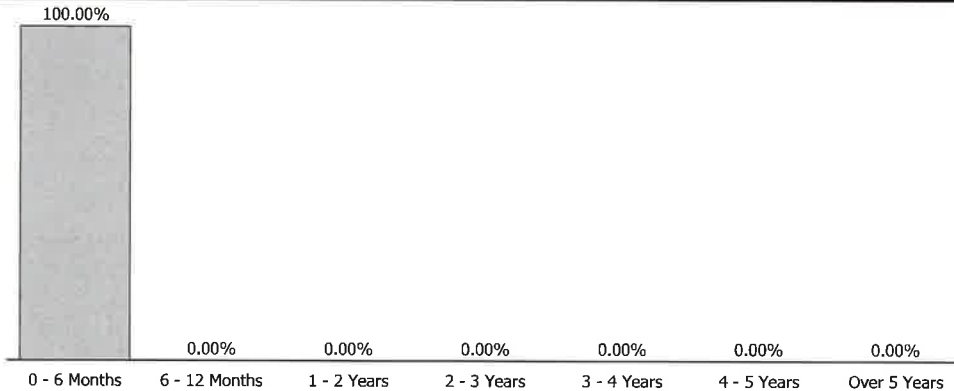 100.00%
0.00% 0.00% 0.00% 0.00% 0.00% 0.00%
0 - 6 Months 6 - 12 Months 1 - 2 Years 2 - 3 Years 3 - 4 Years 4 - 5 Years Over 5 Years